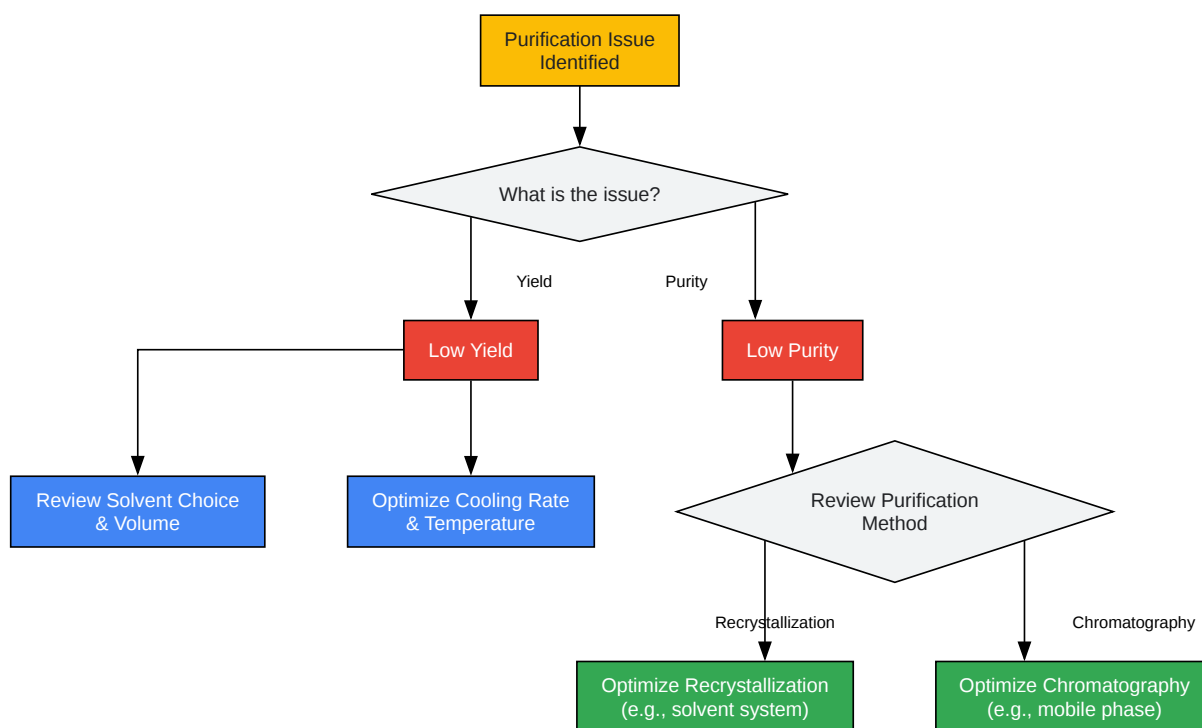 Purification Issue
Identified
What is the issue?
Yield
Purity
Low Yield
Low Purity
Review Solvent Choice
& Volume
Optimize Cooling Rate
& Temperature
Review Purification
Method
Recrystallization
Chromatography
Optimize Recrystallization
(e.g., solvent system)
Optimize Chromatography
(e.g., mobile phase)